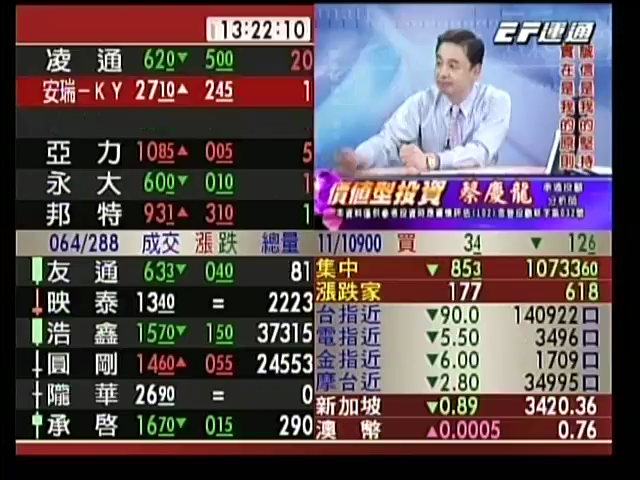 13:22:10
凌通 620▼ 500 20
安瑞－KY 2710▲ 245 1
亞力 1085▲ 005 5
永大 600▼ 010 1
邦特 931▲ 310 1
064/288 成交 漲跌 總量
友通 633▼ 040 81
映泰 1340 = 2223
浩鑫 1570▼ 150 37315
圓剛 1460▲ 055 24553
隴華 2690 = 0
承啓 1670▼ 015 290
EF 運通
誠信是我的堅持
實在是我的原則
價值型投資 蔡慶龍
分析師
11/10900 買 34 ▼ 126
集中 ▼ 853 1073360
漲跌家 177 618
台指近 ▼90.0 140922口
電指近 ▼5.50 3496口
金指近 ▼6.00 1709口
摩台近 ▼2.80 34995口
新加坡 ▼0.89 3420.36
澳幣 ▲0.0005 0.76